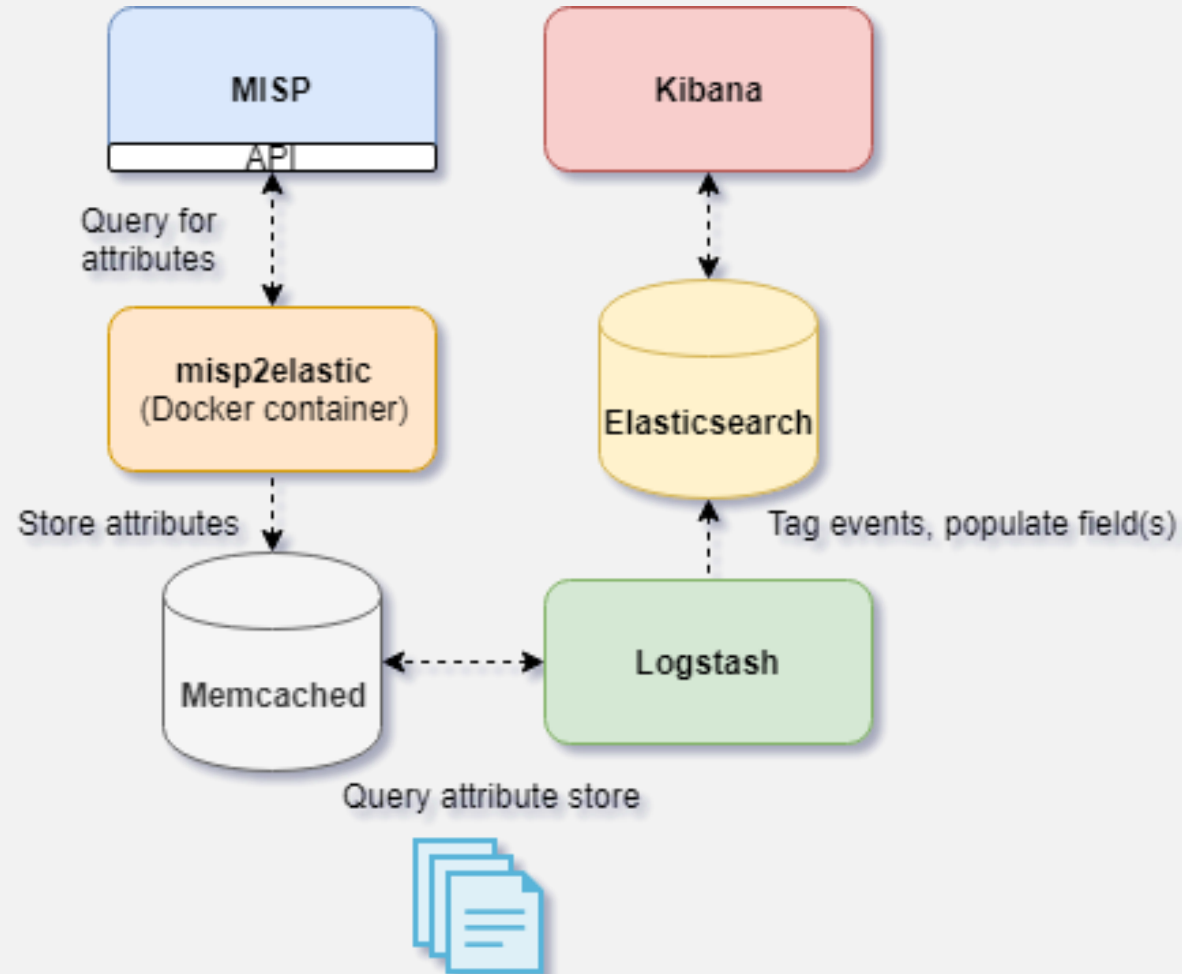 MISP
API
Kibana
Query for
attributes
misp2elastic
(Docker container)
Elasticsearch
Store attributes
Tag events, populate field(s)
Memcached
Logstash
Query attribute store